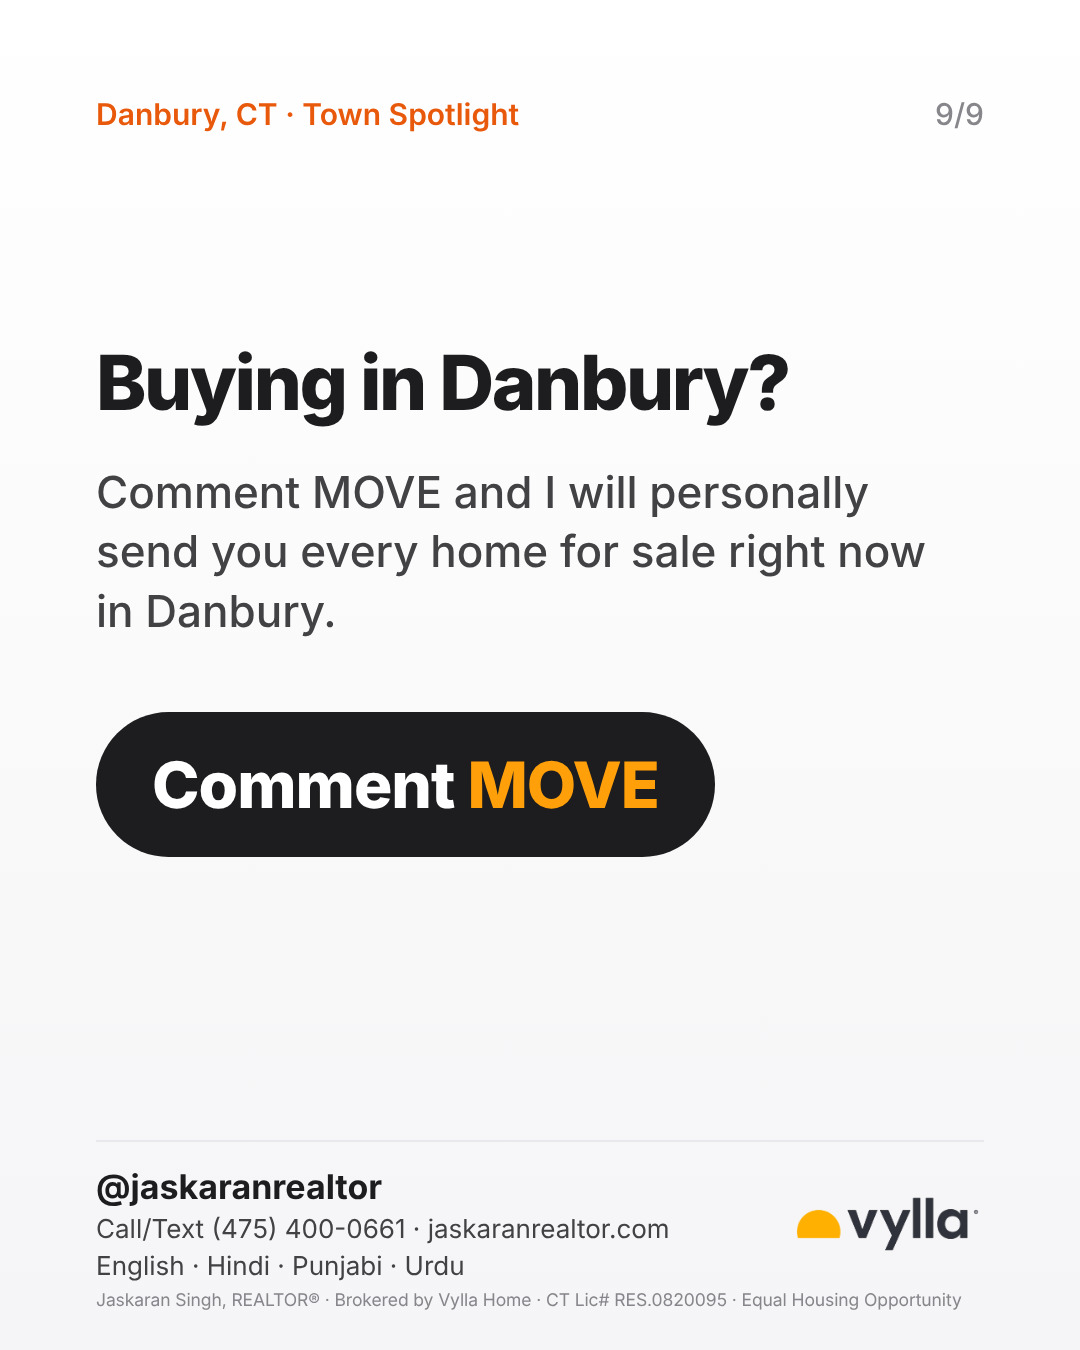 Danbury, CT · Town Spotlight
9/9
Buying in Danbury?
Comment MOVE and I will personally
send you every home for sale right now
in Danbury.
Comment MOVE
@jaskaranrealtor
Call/Text (475) 400-0661 · jaskaranrealtor.com
English · Hindi · Punjabi · Urdu
Jaskaran Singh, REALTOR® · Brokered by Vylla Home · CT Lic# RES.0820095 · Equal Housing Opportunity
vylla